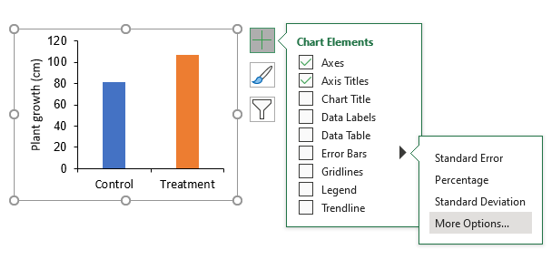 120
100
80
60
40
20
0
Plant growth (cm)
Control Treatment
Chart Elements
Axes
Axis Titles
Chart Title
Data Labels
Data Table
Error Bars
Gridlines
Legend
Trendline
Standard Error
Percentage
Standard Deviation
More Options...